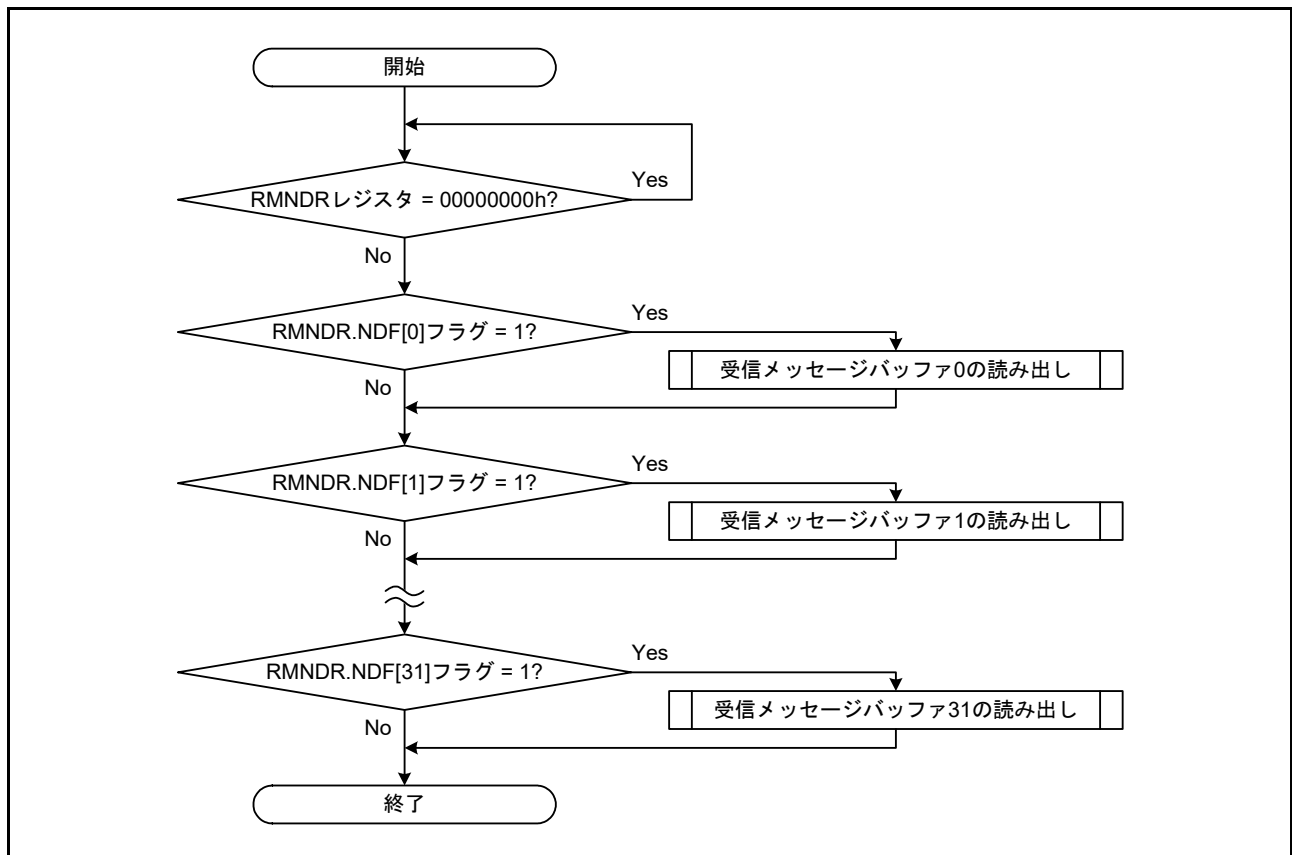 開始
RMNDRレジスタ = 00000000h?
Yes
No
RMNDR.NDF[0]フラグ = 1?
Yes
受信メッセージバッファ0の読み出し
No
RMNDR.NDF[1]フラグ = 1?
Yes
受信メッセージバッファ1の読み出し
No
RMNDR.NDF[31]フラグ = 1?
Yes
受信メッセージバッファ31の読み出し
No
終了